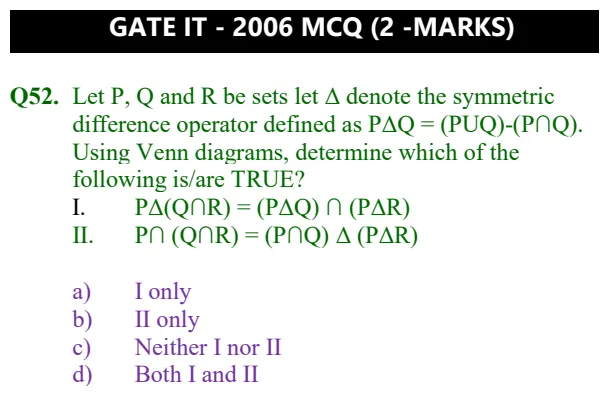 GATE IT - 2006 MCQ (2 -MARKS)
Q52. Let P, Q and R be sets let Δ denote the symmetric
difference operator defined as PΔQ = (PUQ)-(P∩Q).
Using Venn diagrams, determine which of the
following is/are TRUE?
I. PΔ(Q∩R) = (PΔQ) ∩ (PΔR)
II. P∩ (Q∩R) = (P∩Q) Δ (PΔR)
a) I only
b) II only
c) Neither I nor II
d) Both I and II